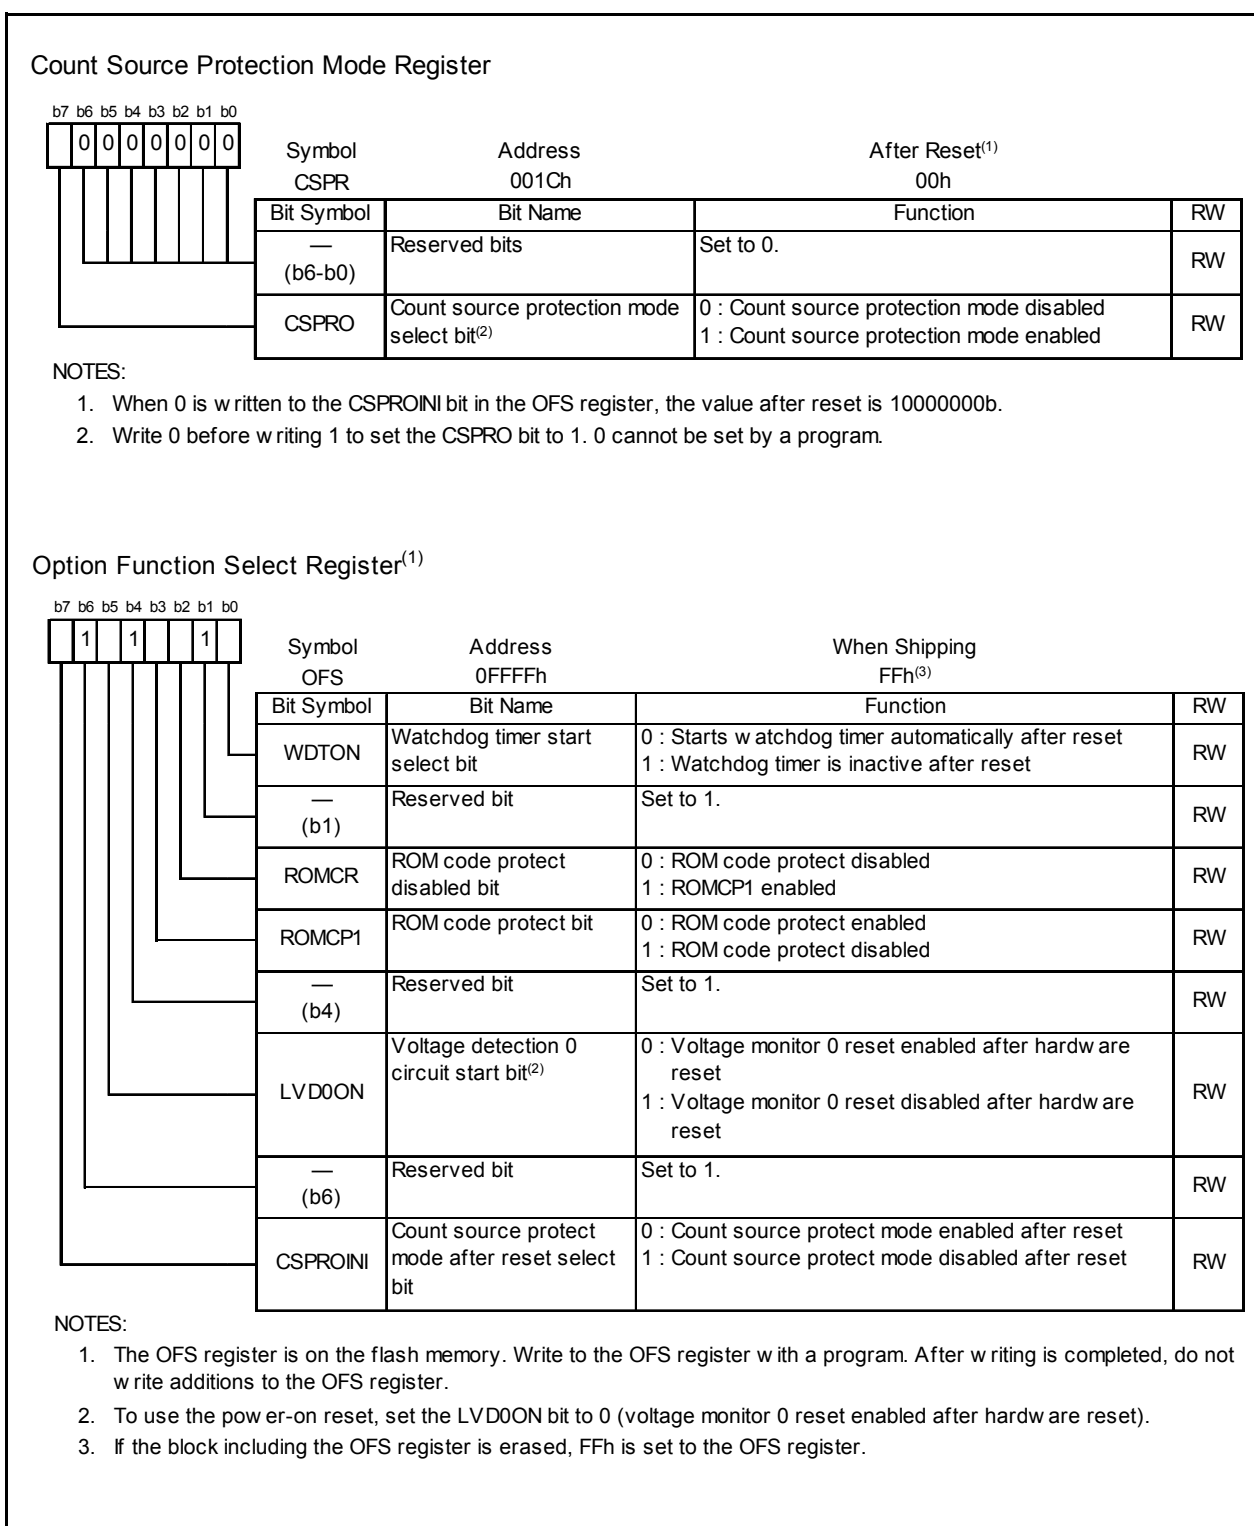 Count Source Protection Mode Register
b7 b6 b5 b4 b3 b2 b1 b0
0 0 0 0 0 0 0
Symbol Address After Reset(1)
CSPR 001Ch 00h
Bit Symbol Bit Name Function RW
— (b6-b0) Reserved bits Set to 0. RW
CSPRO Count source protection mode select bit(2) 0 : Count source protection mode disabled
1 : Count source protection mode enabled RW
NOTES:
1. When 0 is written to the CSPROINI bit in the OFS register, the value after reset is 10000000b.
2. Write 0 before writing 1 to set the CSPRO bit to 1. 0 cannot be set by a program.
Option Function Select Register(1)
b7 b6 b5 b4 b3 b2 b1 b0
1 1 1
Symbol Address When Shipping
OFS 0FFFFh FFh(3)
Bit Symbol Bit Name Function RW
WDTON Watchdog timer start select bit 0 : Starts watchdog timer automatically after reset
1 : Watchdog timer is inactive after reset RW
— (b1) Reserved bit Set to 1. RW
ROMCR ROM code protect disabled bit 0 : ROM code protect disabled
1 : ROMCP1 enabled RW
ROMCP1 ROM code protect bit 0 : ROM code protect enabled
1 : ROM code protect disabled RW
— (b4) Reserved bit Set to 1. RW
LVD0ON Voltage detection 0 circuit start bit(2) 0 : Voltage monitor 0 reset enabled after hardware reset
1 : Voltage monitor 0 reset disabled after hardware reset RW
— (b6) Reserved bit Set to 1. RW
CSPROINI Count source protect mode after reset select bit 0 : Count source protect mode enabled after reset
1 : Count source protect mode disabled after reset RW
NOTES:
1. The OFS register is on the flash memory. Write to the OFS register with a program. After writing is completed, do not
write additions to the OFS register.
2. To use the power-on reset, set the LVD0ON bit to 0 (voltage monitor 0 reset enabled after hardware reset).
3. If the block including the OFS register is erased, FFh is set to the OFS register.